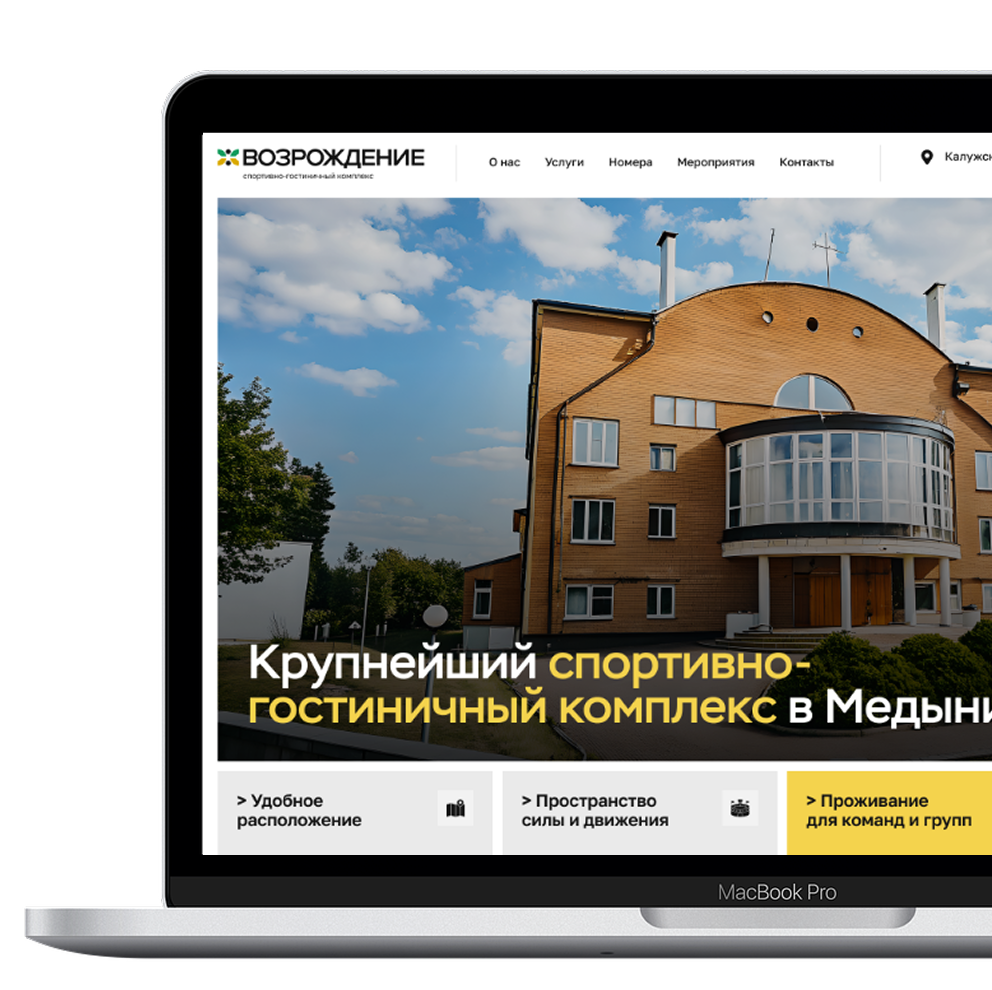 ВОЗРОЖДЕНИЕ
спортивно-гостиничный комплекс
О нас
Услуги
Номера
Мероприятия
Контакты
Крупнейший спортивно-
гостиничный комплекс в
> Удобное
расположение
> Пространство
силы и движения
> Проживание
для команд и групп
MacBook Pro